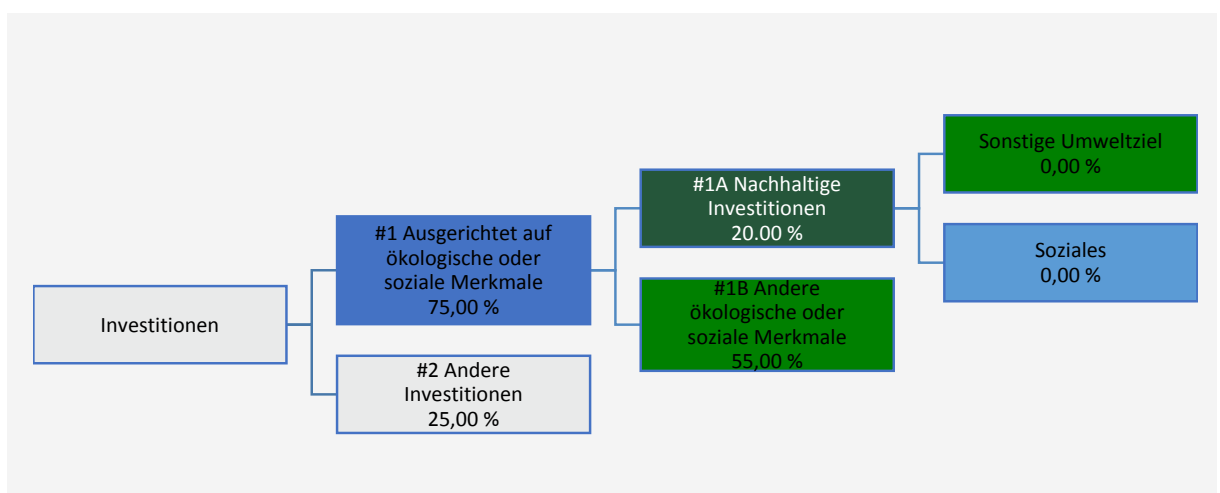 Investitionen
#1 Ausgerichtet auf
ökologische oder
soziale Merkmale
75,00 %
#2 Andere
Investitionen
25,00 %
#1A Nachhaltige
Investitionen
20.00 %
#1B Andere
ökologische oder
soziale Merkmale
55,00 %
Sonstige Umweltziel
0,00 %
Soziales
0,00 %